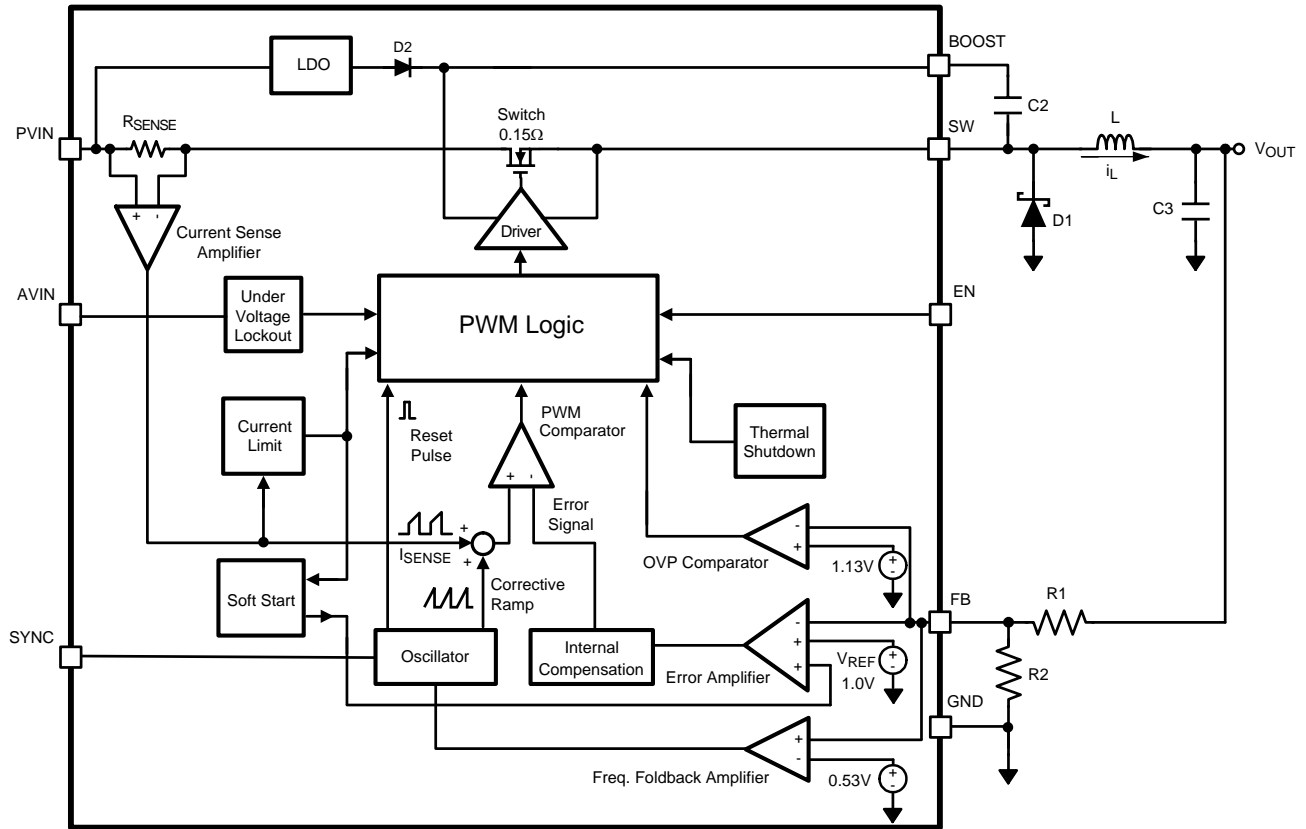 BOOST
D2
LDO
C2
Switch
0.15Ω
SW
L
PVIN
RSENSE
VOUT
iL
+ -
C3
D1
Driver
Current Sense
Amplifier
AVIN
Under
Voltage
Lockout
EN
PWM Logic
Current
Limit
Reset
Pulse
PWM
Comparator
Thermal
Shutdown
+ -
Error
Signal
ISENSE
+
+
-
+
+
-
1.13V
OVP Comparator
Corrective
Ramp
Soft Start
FB
R1
SYNC
Oscillator
Internal
Compensation
-
+
+
VREF
1.0V
+
-
Error Amplifier
R2
GND
+
-
+
-
0.53V
Freq. Foldback Amplifier